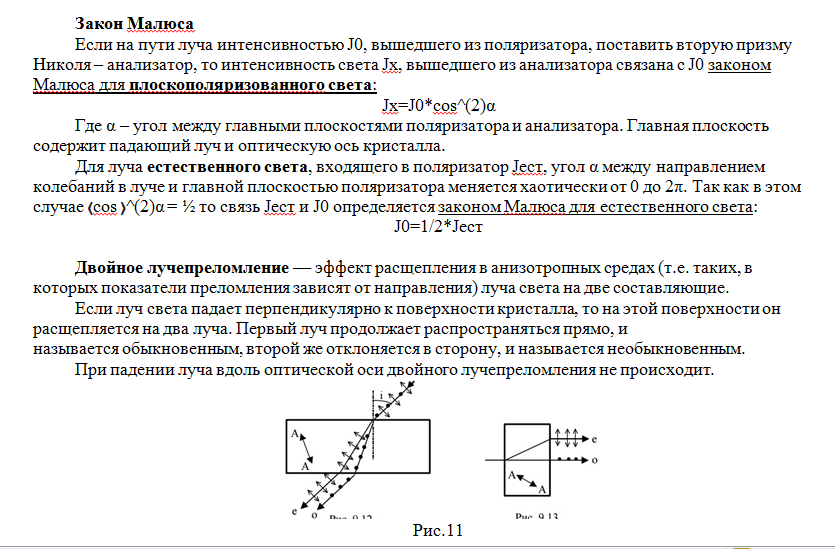 Закон Малюса
Если на пути луча интенсивностью J0, вышедшего из поляризатора, поставить вторую призму
Николя – анализатор, то интенсивность света Jx, вышедшего из анализатора связана с J0 законом
Малюса для плоскополяризованного света:
Jx=J0*cos^(2)α
Где α – угол между главными плоскостями поляризатора и анализатора. Главная плоскость
содержит падающий луч и оптическую ось кристалла.
Для луча естественного света, входящего в поляризатор Jест, угол α между направлением
колебаний в луче и главной плоскостью поляризатора меняется хаотически от 0 до 2π. Так как в этом
случае ⟨cos⟩^(2)α= ½ то связь Jест и J0 определяется законом Малюса для естественного света:
J0=1/2*Jест
Двойное лучепреломление — эффект расщепления в анизотропных средах (т.е. таких, в
которых показатели преломления зависят от направления) луча света на две составляющие.
Если луч света падает перпендикулярно к поверхности кристалла, то на этой поверхности он
расщепляется на два луча. Первый луч продолжает распространяться прямо, и
называется обыкновенным, второй же отклоняется в сторону, и называется необыкновенным.
При падении луча вдоль оптической оси двойного лучепреломления не происходит.
i
A
A
e
o
Рис. 9.12
e
o
A
A
Рис. 9.13
Рис.11